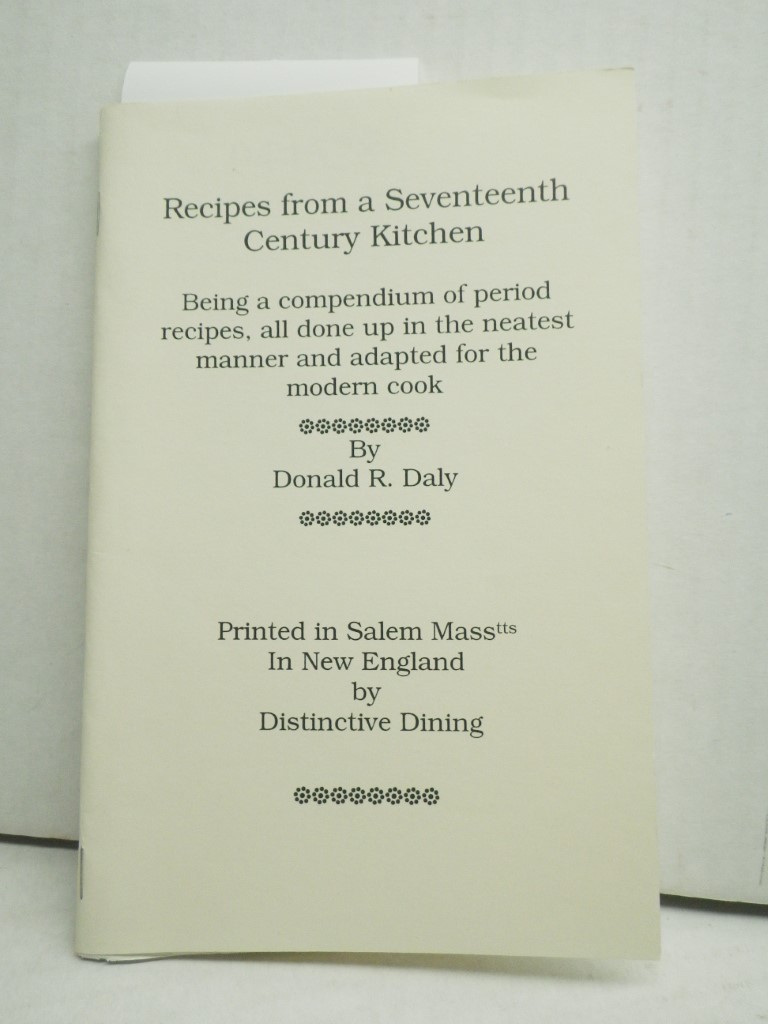 Recipes from a Seventeenth
Century Kitchen
Being a compendium of period
recipes, all done up in the neatest
manner and adapted for the
modern cook
By
Donald R. Daly
Printed in Salem Massᵗᵗˢ
In New England
by
Distinctive Dining